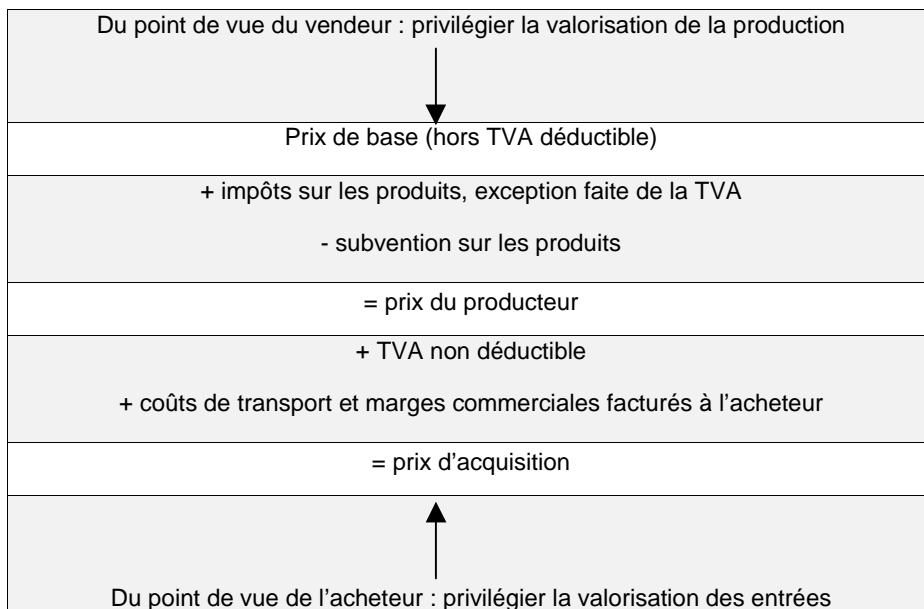 Du point de vue du vendeur : privilégier la valorisation de la production
Prix de base (hors TVA déductible)
+ impôts sur les produits, exception faite de la TVA
- subvention sur les produits
= prix du producteur
+ TVA non déductible
+ coûts de transport et marges commerciales facturés à l’acheteur
= prix d’acquisition
Du point de vue de l’acheteur : privilégier la valorisation des entrées